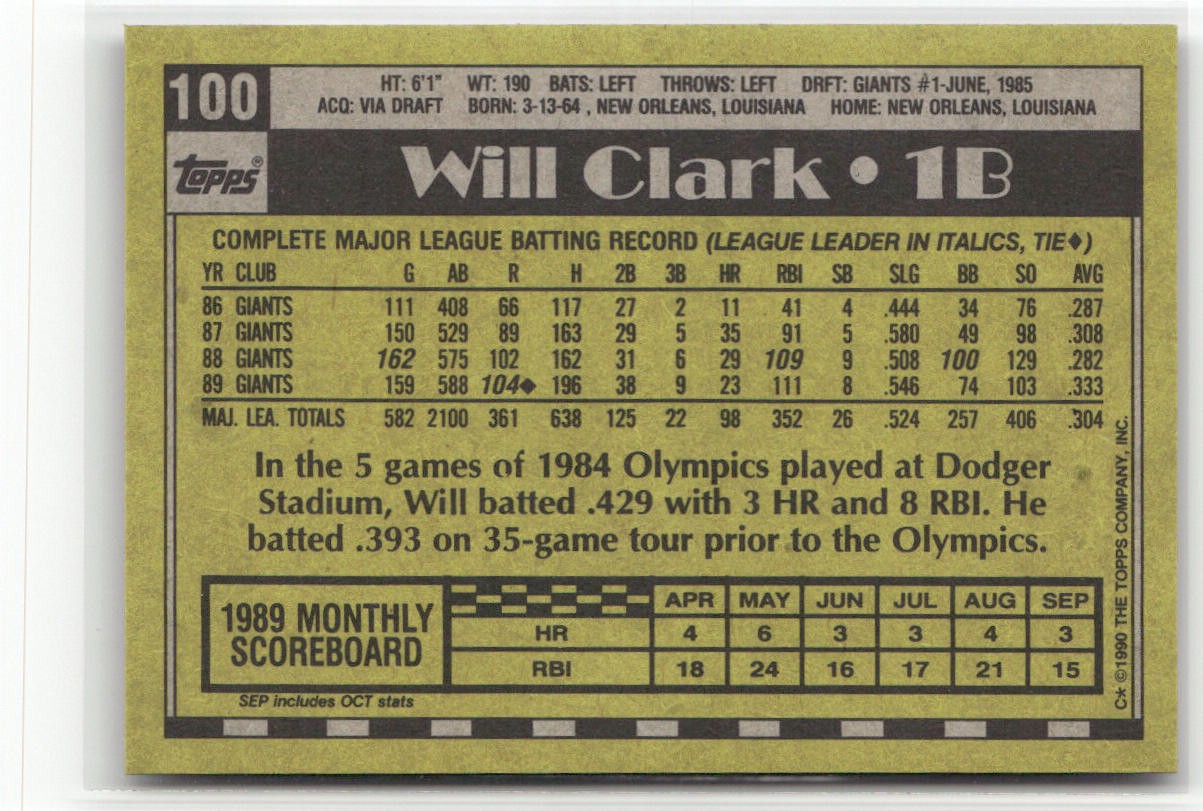 100
HT: 6'1" WT: 190 BATS: LEFT THROWS: LEFT DRFT: GIANTS #1-JUNE, 1985
ACQ: VIA DRAFT BORN: 3-13-64 , NEW ORLEANS, LOUISIANA HOME: NEW ORLEANS, LOUISIANA
topps®
Will Clark • 1B
COMPLETE MAJOR LEAGUE BATTING RECORD (LEAGUE LEADER IN ITALICS, TIE♦)
YR CLUB G AB R H 2B 3B HR RBI SB SLG BB SO AVG
86 GIANTS 111 408 66 117 27 2 11 41 4 .444 34 76 .287
87 GIANTS 150 529 89 163 29 5 35 91 5 .580 49 98 .308
88 GIANTS 162 575 102 162 31 6 29 109 9 .508 100 129 .282
89 GIANTS 159 588 104♦ 196 38 9 23 111 8 .546 74 103 .333
MAJ. LEA. TOTALS 582 2100 361 638 125 22 98 352 26 .524 257 406 .304
In the 5 games of 1984 Olympics played at Dodger
Stadium, Will batted .429 with 3 HR and 8 RBI. He
batted .393 on 35-game tour prior to the Olympics.
1989 MONTHLY
SCOREBOARD
APR MAY JUN JUL AUG SEP
HR 4 6 3 3 4 3
RBI 18 24 16 17 21 15
SEP includes OCT stats
C* ©1990 THE TOPPS COMPANY, INC.